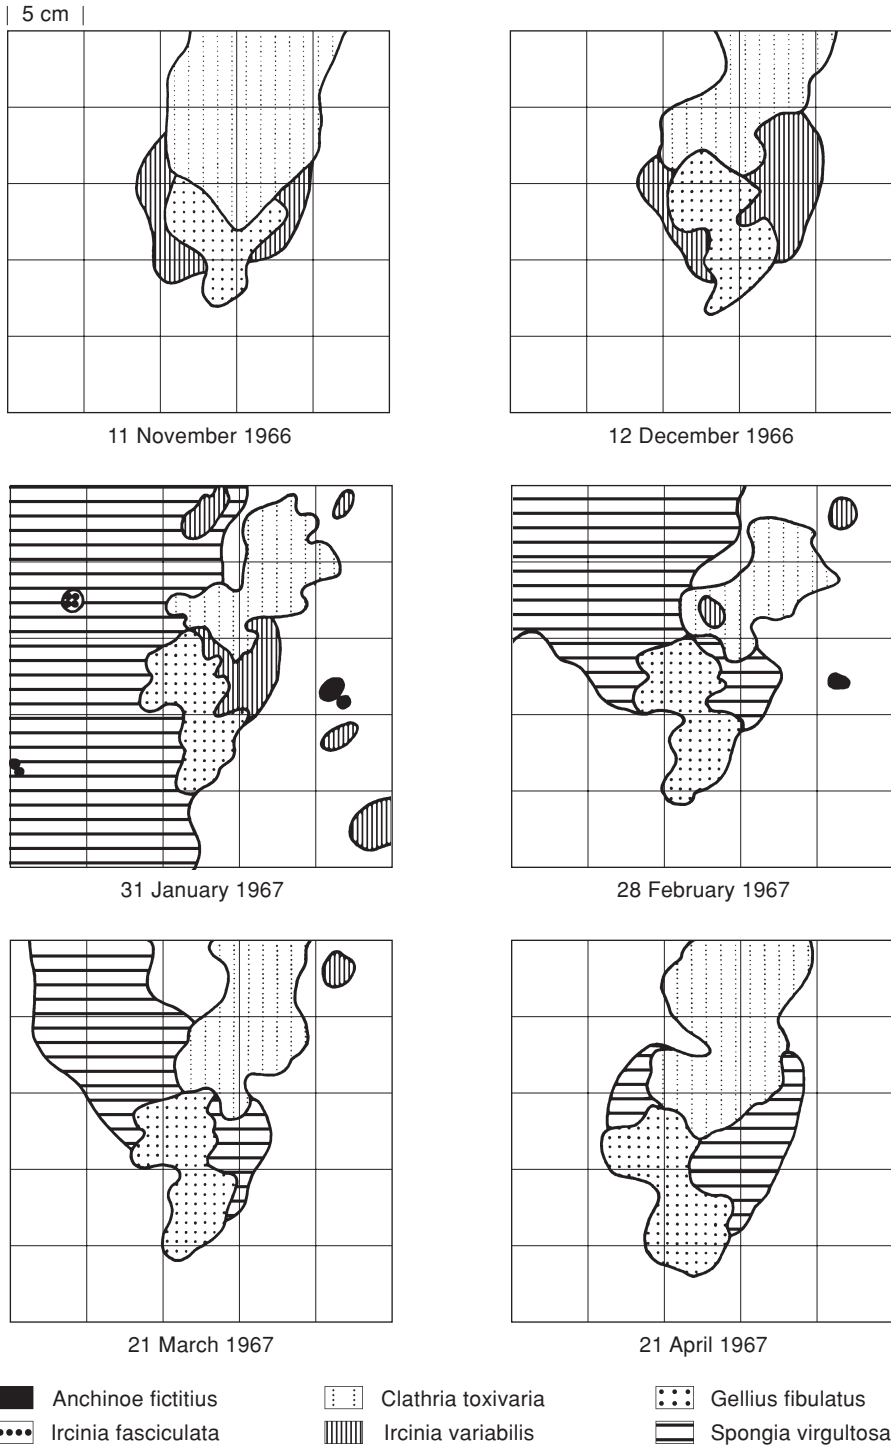 5 cm
11 November 1966
12 December 1966
31 January 1967
28 February 1967
21 March 1967
21 April 1967
Anchinoe fictitius
Clathria toxivaria
Gellius fibulatus
Ircinia fasciculata
Ircinia variabilis
Spongia virgultosa